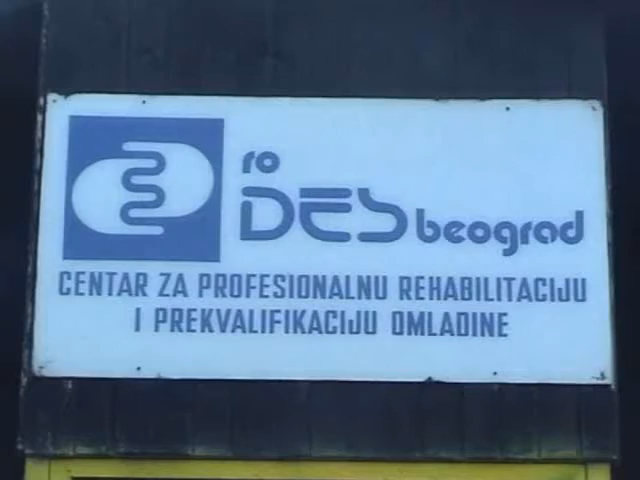 ro
DES beograd
CENTAR ZA PROFESIONALNU REHABILITACIJU
I PREKVALIFIKACIJU OMLADINE